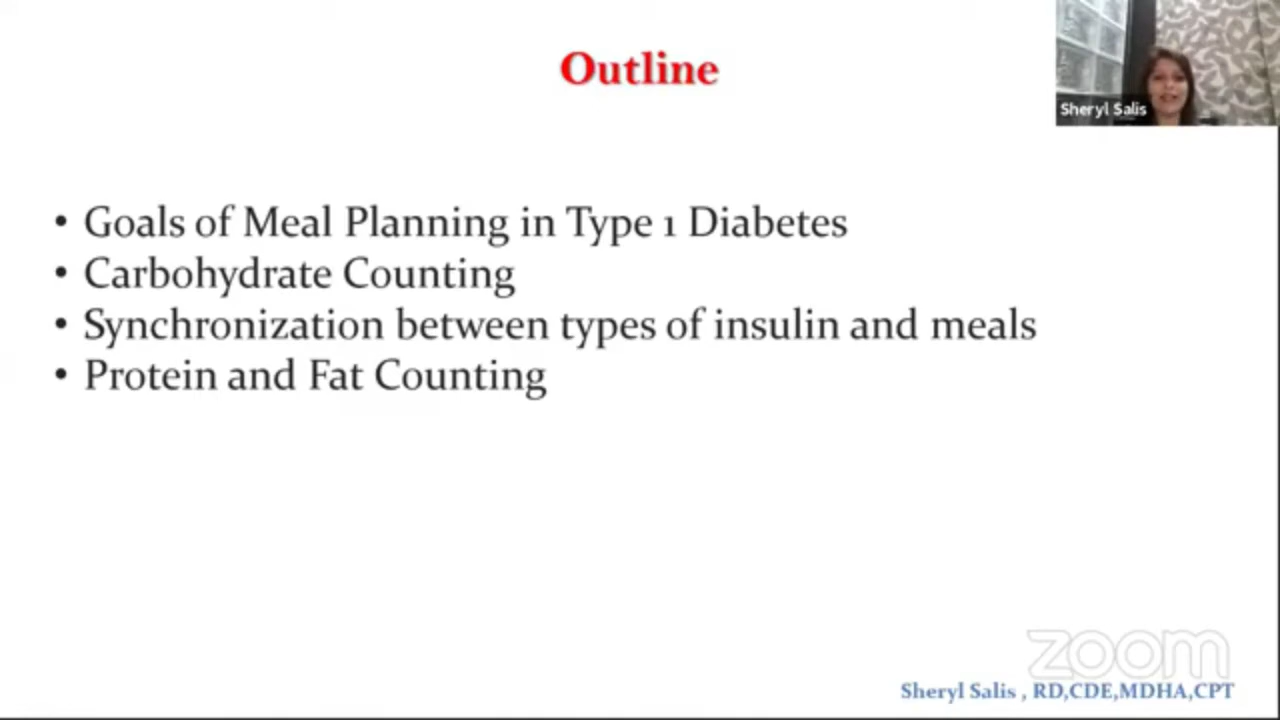 Outline
Sheryl Salis
• Goals of Meal Planning in Type 1 Diabetes
• Carbohydrate Counting
• Synchronization between types of insulin and meals
• Protein and Fat Counting
zoom
Sheryl Salis , RD,CDE,MDHA,CPT